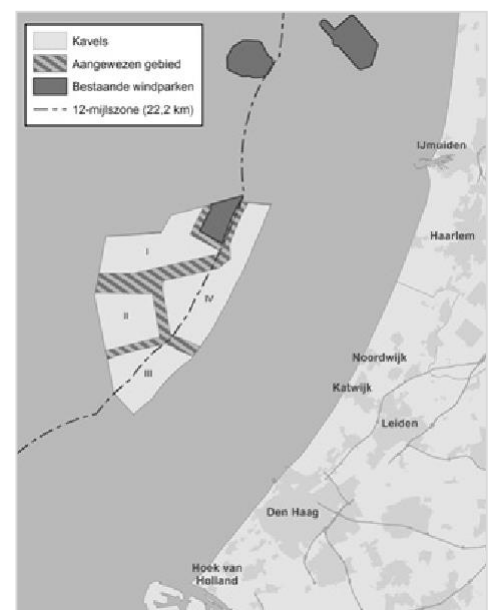 Kavels
Aangewezen gebied
Bestaande windparken
12-mijlszone (22,2 km)
IJmuiden
Haarlem
I
IV
II
Noordwijk
III
Katwijk
Leiden
Den Haag
Hoek van
Holland